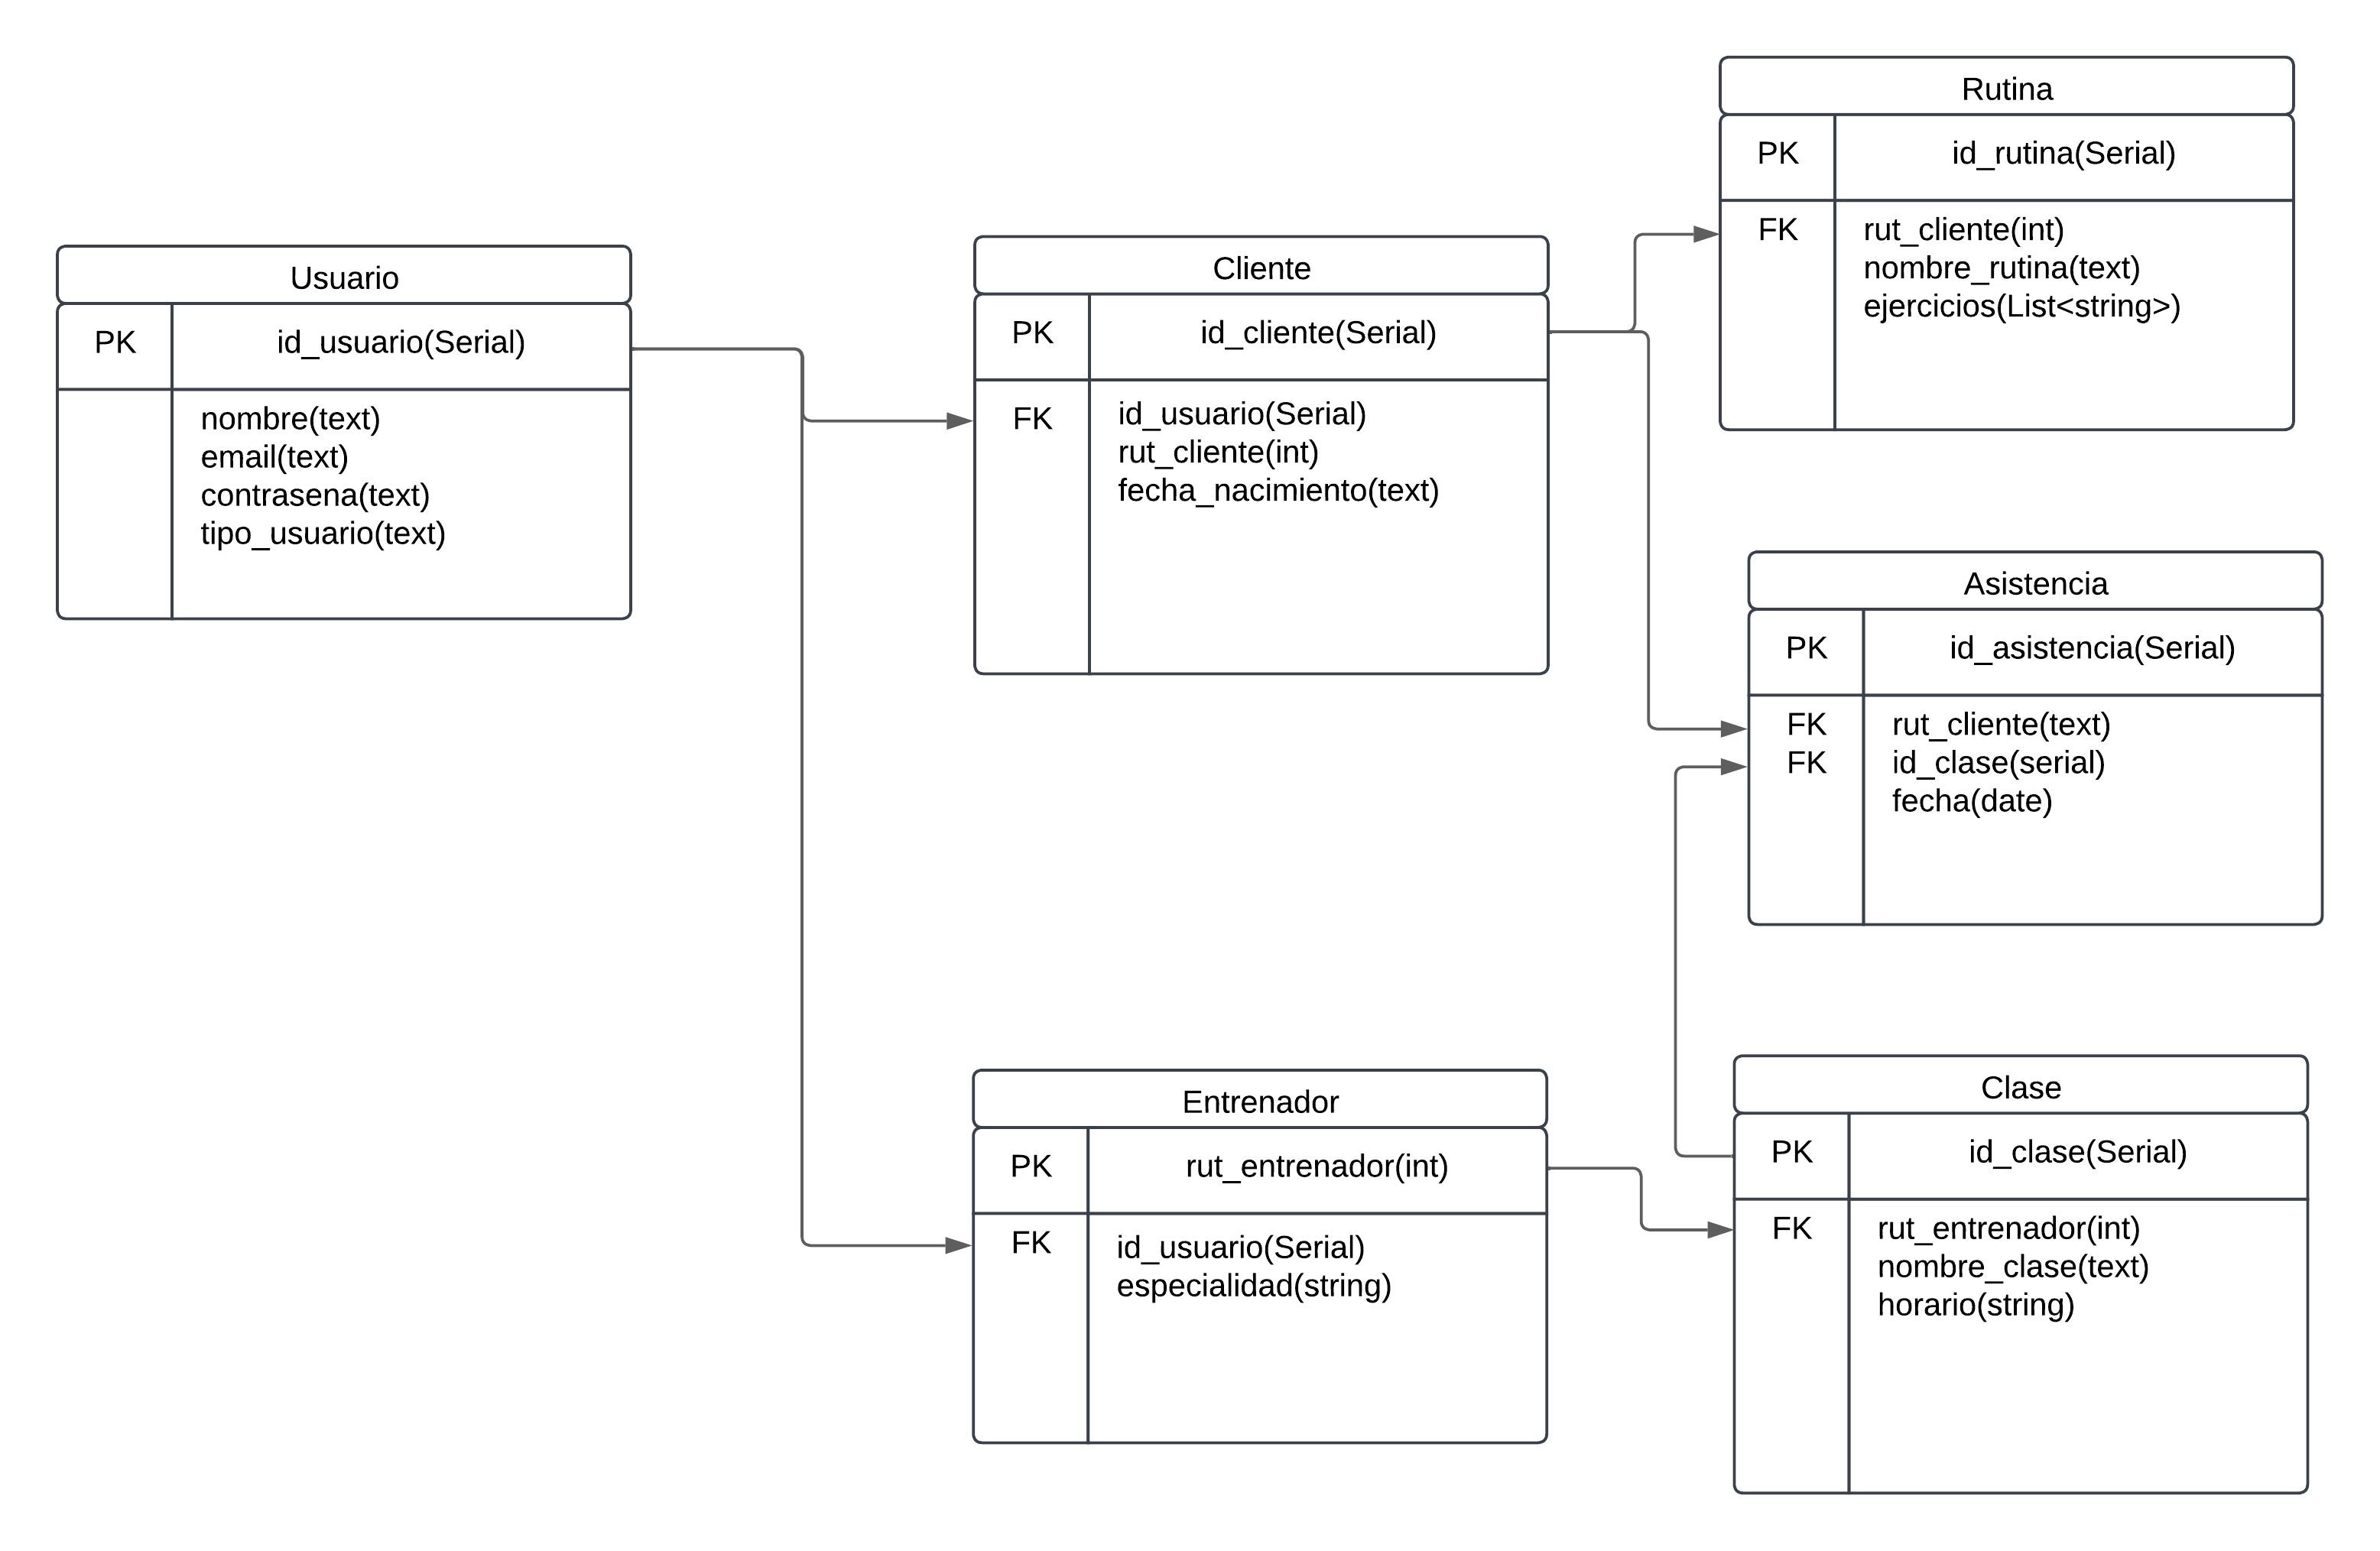 Usuario
PK
id_usuario(Serial)
nombre(text)
email(text)
contrasena(text)
tipo_usuario(text)
Cliente
PK
id_cliente(Serial)
FK
id_usuario(Serial)
rut_cliente(int)
fecha_nacimiento(text)
Entrenador
PK
rut_entrenador(int)
FK
id_usuario(Serial)
especialidad(string)
Rutina
PK
id_rutina(Serial)
FK
rut_cliente(int)
nombre_rutina(text)
ejercicios(List<string>)
Asistencia
PK
id_asistencia(Serial)
FK
rut_cliente(text)
FK
id_clase(serial)
fecha(date)
Clase
PK
id_clase(Serial)
FK
rut_entrenador(int)
nombre_clase(text)
horario(string)